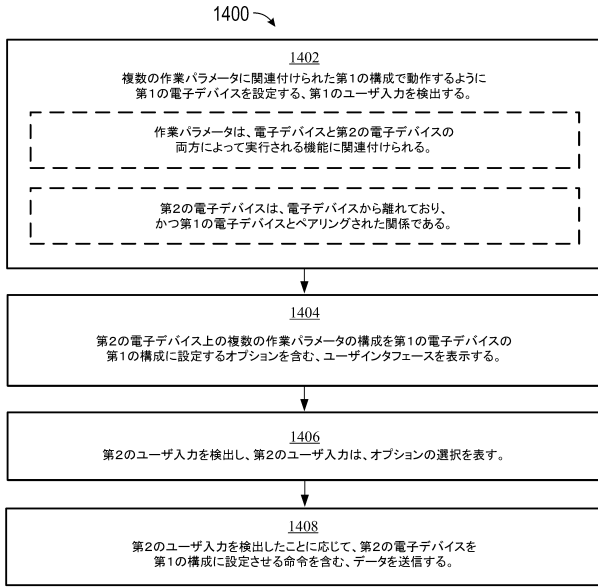 1400
1402
複数の作業パラメータに関連付けられた第1の構成で動作するように
第1の電子デバイスを設定する、第1のユーザ入力を検出する。
作業パラメータは、電子デバイスと第2の電子デバイスの
両方によって実行される機能に関連付けられる。
第2の電子デバイスは、電子デバイスから離れており、
かつ第1の電子デバイスとペアリングされた関係である。
1404
第2の電子デバイス上の複数の作業パラメータの構成を第1の電子デバイスの
第1の構成に設定するオプションを含む、ユーザインタフェースを表示する。
1406
第2のユーザ入力を検出し、第2のユーザ入力は、オプションの選択を表す。
1408
第2のユーザ入力を検出したことに応じて、第2の電子デバイスを
第1の構成に設定させる命令を含む、データを送信する。